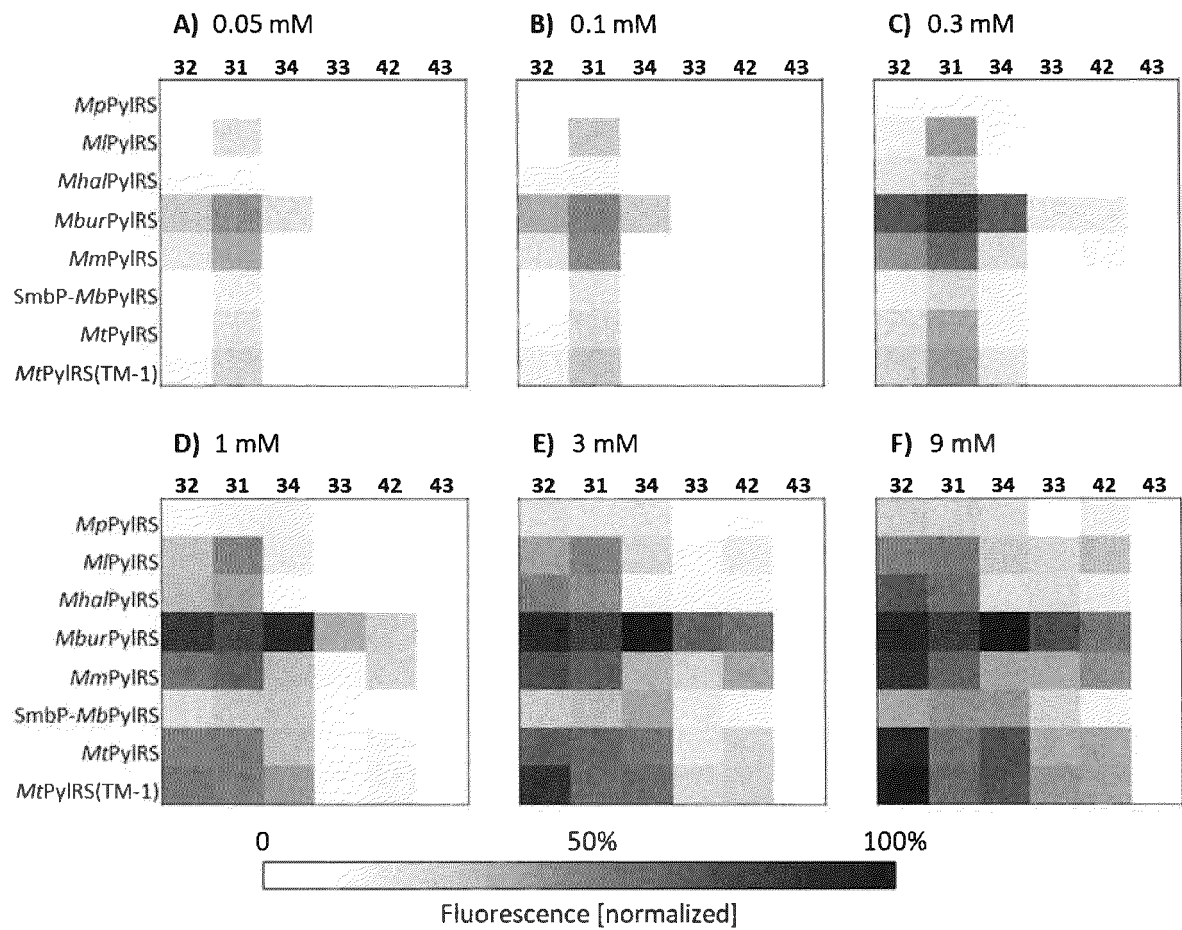 A) 0.05 mM B) 0.1 mM C) 0.3 mM
32 31 34 33 42 43 32 31 34 33 42 43 32 31 34 33 42 43
MpPylRS
MlPylRS
MhalPylRS
MburPylRS
MmPylRS
SmbP-MbPylRS
MtPylRS
MtPylRS(TM-1)
D) 1 mM E) 3 mM F) 9 mM
32 31 34 33 42 43 32 31 34 33 42 43 32 31 34 33 42 43
MpPylRS
MlPylRS
MhalPylRS
MburPylRS
MmPylRS
SmbP-MbPylRS
MtPylRS
MtPylRS(TM-1)
0 50% 100%
Fluorescence [normalized]